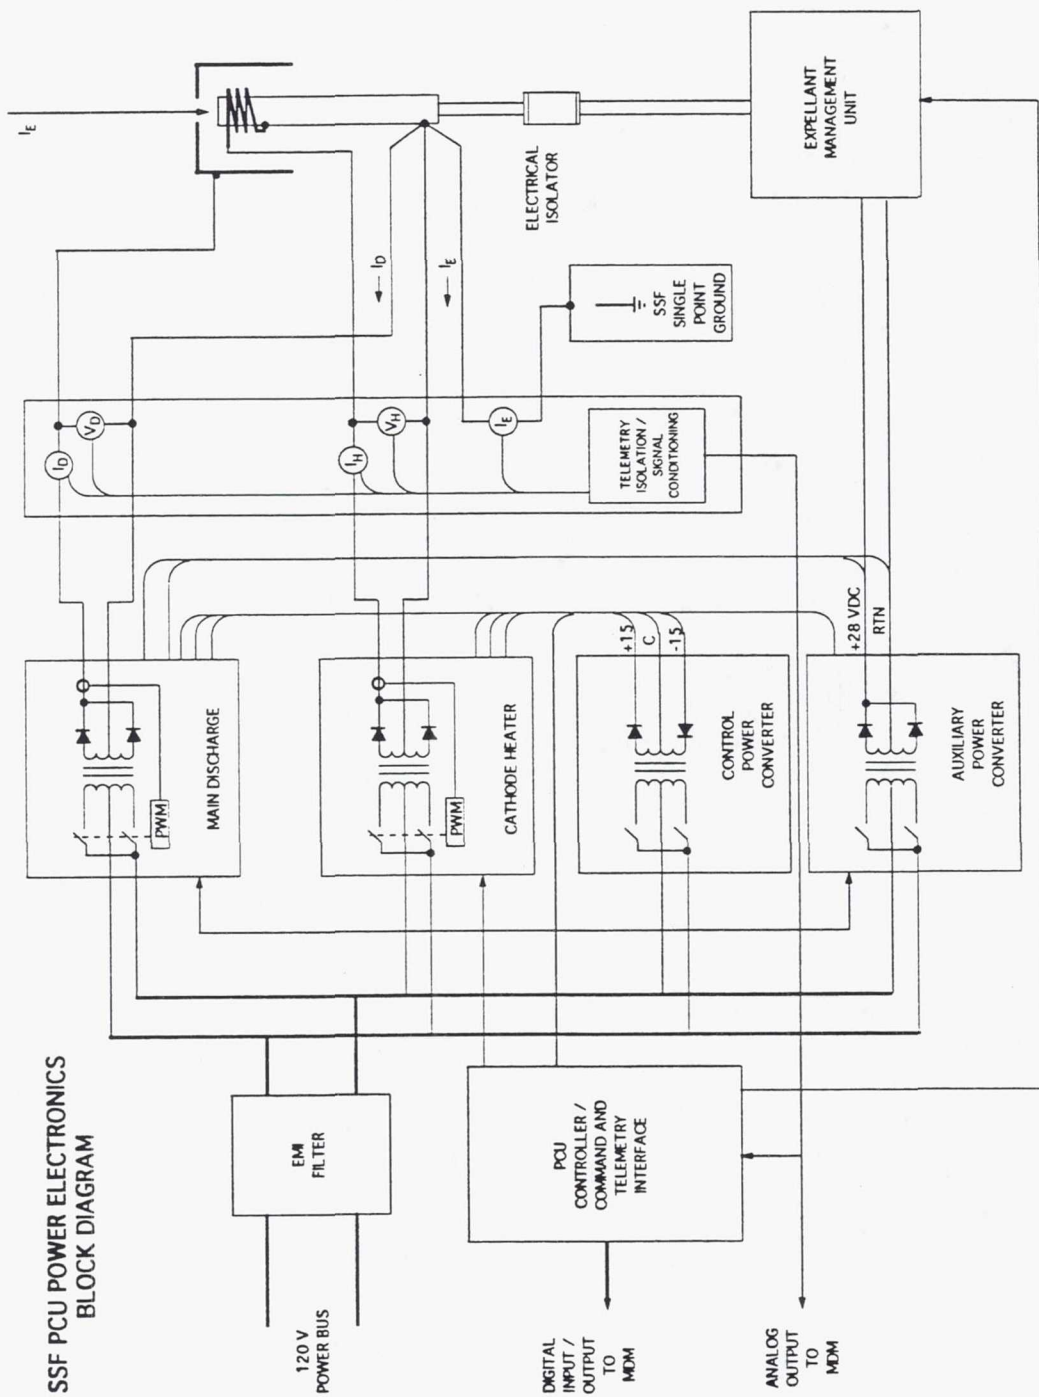 SSF PCU POWER ELECTRONICS
BLOCK DIAGRAM
120 V
POWER BUS
EMI
FILTER
DIGITAL
INPUT /
OUTPUT
TO
MDM
ANALOG
OUTPUT
TO
MDM
PCU
CONTROLLER /
COMMAND AND
TELEMETRY
INTERFACE
PWM
MAIN DISCHARGE
PWM
CATHODE HEATER
CONTROL
POWER
CONVERTER
AUXILIARY
POWER
CONVERTER
+15
C
-15
+28 VDC
RTN
I_D
V_D
I_H
V_H
I_E
TELEMETRY
ISOLATION /
SIGNAL
CONDITIONING
I_D
I_E
SSF
SINGLE
POINT
GROUND
I_E
ELECTRICAL
ISOLATOR
EXPELLANT
MANAGEMENT
UNIT